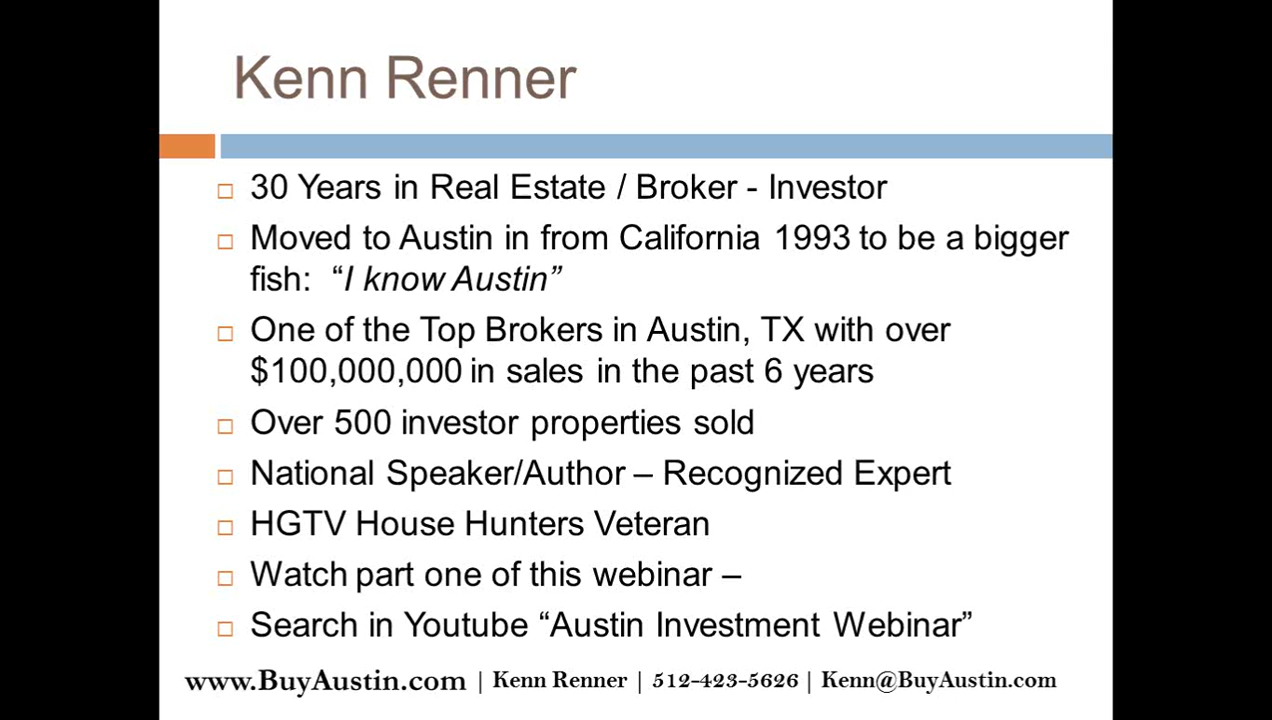 Kenn Renner
30 Years in Real Estate / Broker - Investor
Moved to Austin in from California 1993 to be a bigger
fish: “I know Austin”
One of the Top Brokers in Austin, TX with over
$100,000,000 in sales in the past 6 years
Over 500 investor properties sold
National Speaker/Author – Recognized Expert
HGTV House Hunters Veteran
Watch part one of this webinar –
Search in Youtube “Austin Investment Webinar”
www.BuyAustin.com | Kenn Renner | 512-423-5626 | Kenn@BuyAustin.com